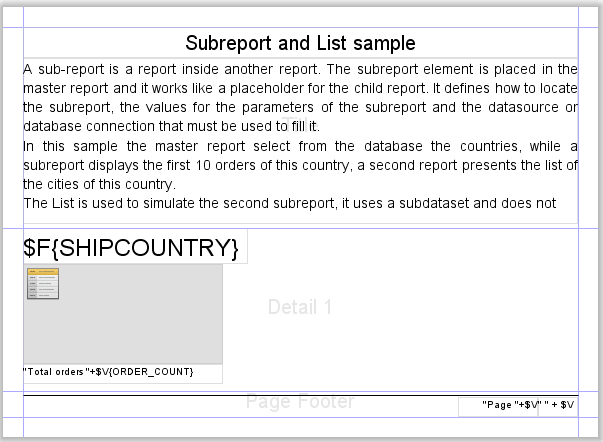 Subreport and List sample
A sub-report is a report inside another report. The subreport element is placed in the
master report and it works like a placeholder for the child report. It defines how to locate
the subreport, the values for the parameters of the subreport and the datasource or
database connection that must be used to fill it.
Title
In this sample the master report select from the database the countries, while a
subreport displays the first 10 orders of this country, a second report presents the list of
the cities of this country.
The List is used to simulate the second subreport, it uses a subdataset and does not
$F{SHIPCOUNTRY}
Detail 1
"Total orders "+$V{ORDER_COUNT}
Page Footer
"Page "+$V" " + $V